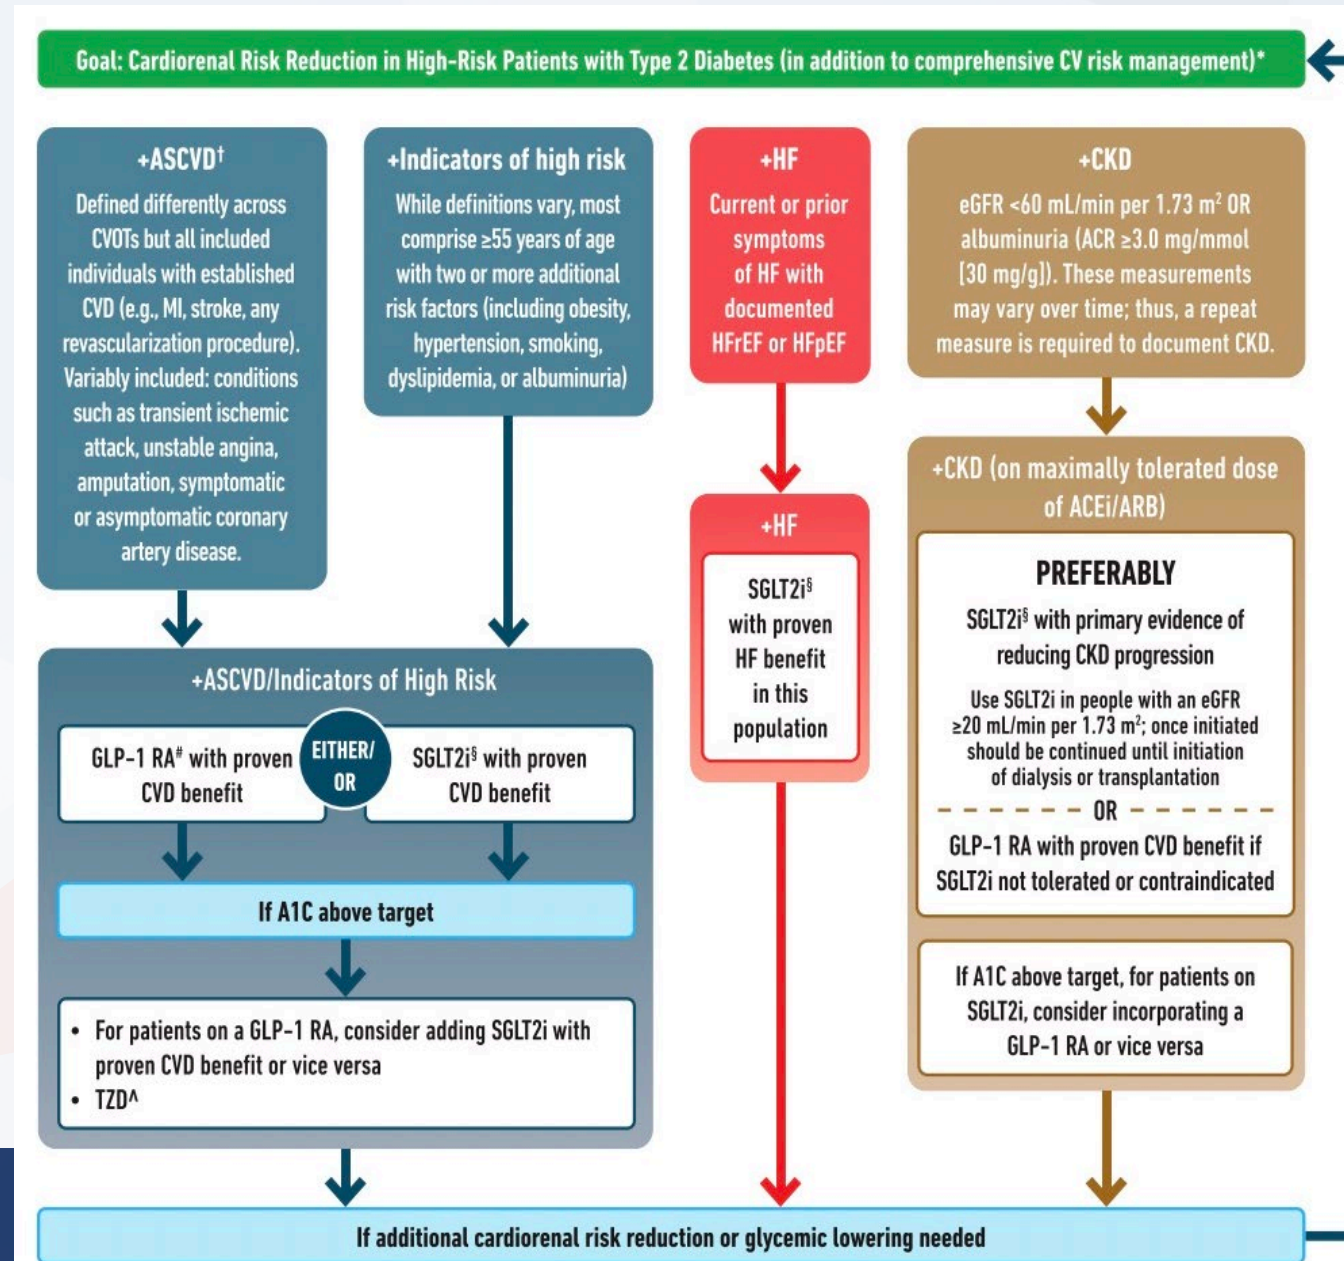 Goal: Cardiorenal Risk Reduction in High-Risk Patients with Type 2 Diabetes (in addition to comprehensive CV risk management)*
+ASCVD†
Defined differently across
CVOTs but all included
individuals with established
CVD (e.g., MI, stroke, any
revascularization procedure).
Variably included: conditions
such as transient ischemic
attack, unstable angina,
amputation, symptomatic
or asymptomatic coronary
artery disease.
+Indicators of high risk
While definitions vary, most
comprise ≥55 years of age
with two or more additional
risk factors (including obesity,
hypertension, smoking,
dyslipidemia, or albuminuria)
+HF
Current or prior
symptoms
of HF with
documented
HFrEF or HFpEF
+CKD
eGFR <60 mL/min per 1.73 m² OR
albuminuria (ACR ≥3.0 mg/mmol
[30 mg/g]). These measurements
may vary over time; thus, a repeat
measure is required to document CKD.
+ASCVD/Indicators of High Risk
GLP-1 RA# with proven
CVD benefit
EITHER/
OR
SGLT2i§ with proven
CVD benefit
If A1C above target
• For patients on a GLP-1 RA, consider adding SGLT2i with
proven CVD benefit or vice versa
• TZD^
+HF
SGLT2i§
with proven
HF benefit
in this
population
+CKD (on maximally tolerated dose
of ACEi/ARB)
PREFERABLY
SGLT2i§ with primary evidence of
reducing CKD progression
Use SGLT2i in people with an eGFR
≥20 mL/min per 1.73 m²; once initiated
should be continued until initiation
of dialysis or transplantation
OR
GLP-1 RA with proven CVD benefit if
SGLT2i not tolerated or contraindicated
If A1C above target, for patients on
SGLT2i, consider incorporating a
GLP-1 RA or vice versa
If additional cardiorenal risk reduction or glycemic lowering needed